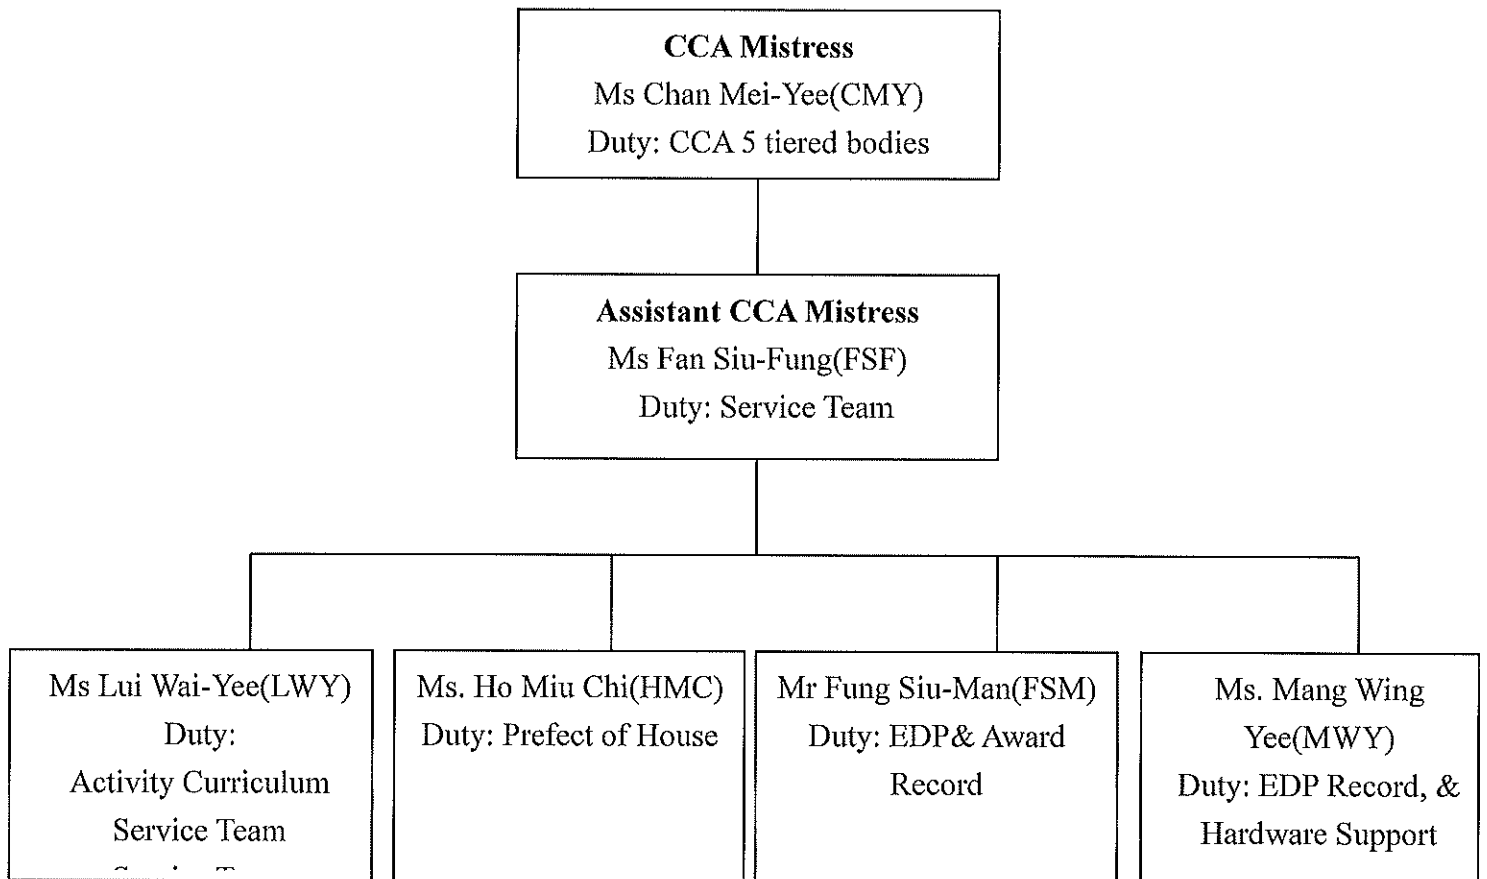 CCA Mistress
Ms Chan Mei-Yee(CMY)
Duty: CCA 5 tiered bodies
Assistant CCA Mistress
Ms Fan Siu-Fung(FSF)
Duty: Service Team
Ms Lui Wai-Yee(LWY)
Duty:
Activity Curriculum
Service Team
Ms. Ho Miu Chi(HMC)
Duty: Prefect of House
Mr Fung Siu-Man(FSM)
Duty: EDP& Award
Record
Ms. Mang Wing
Yee(MWY)
Duty: EDP Record, &
Hardware Support